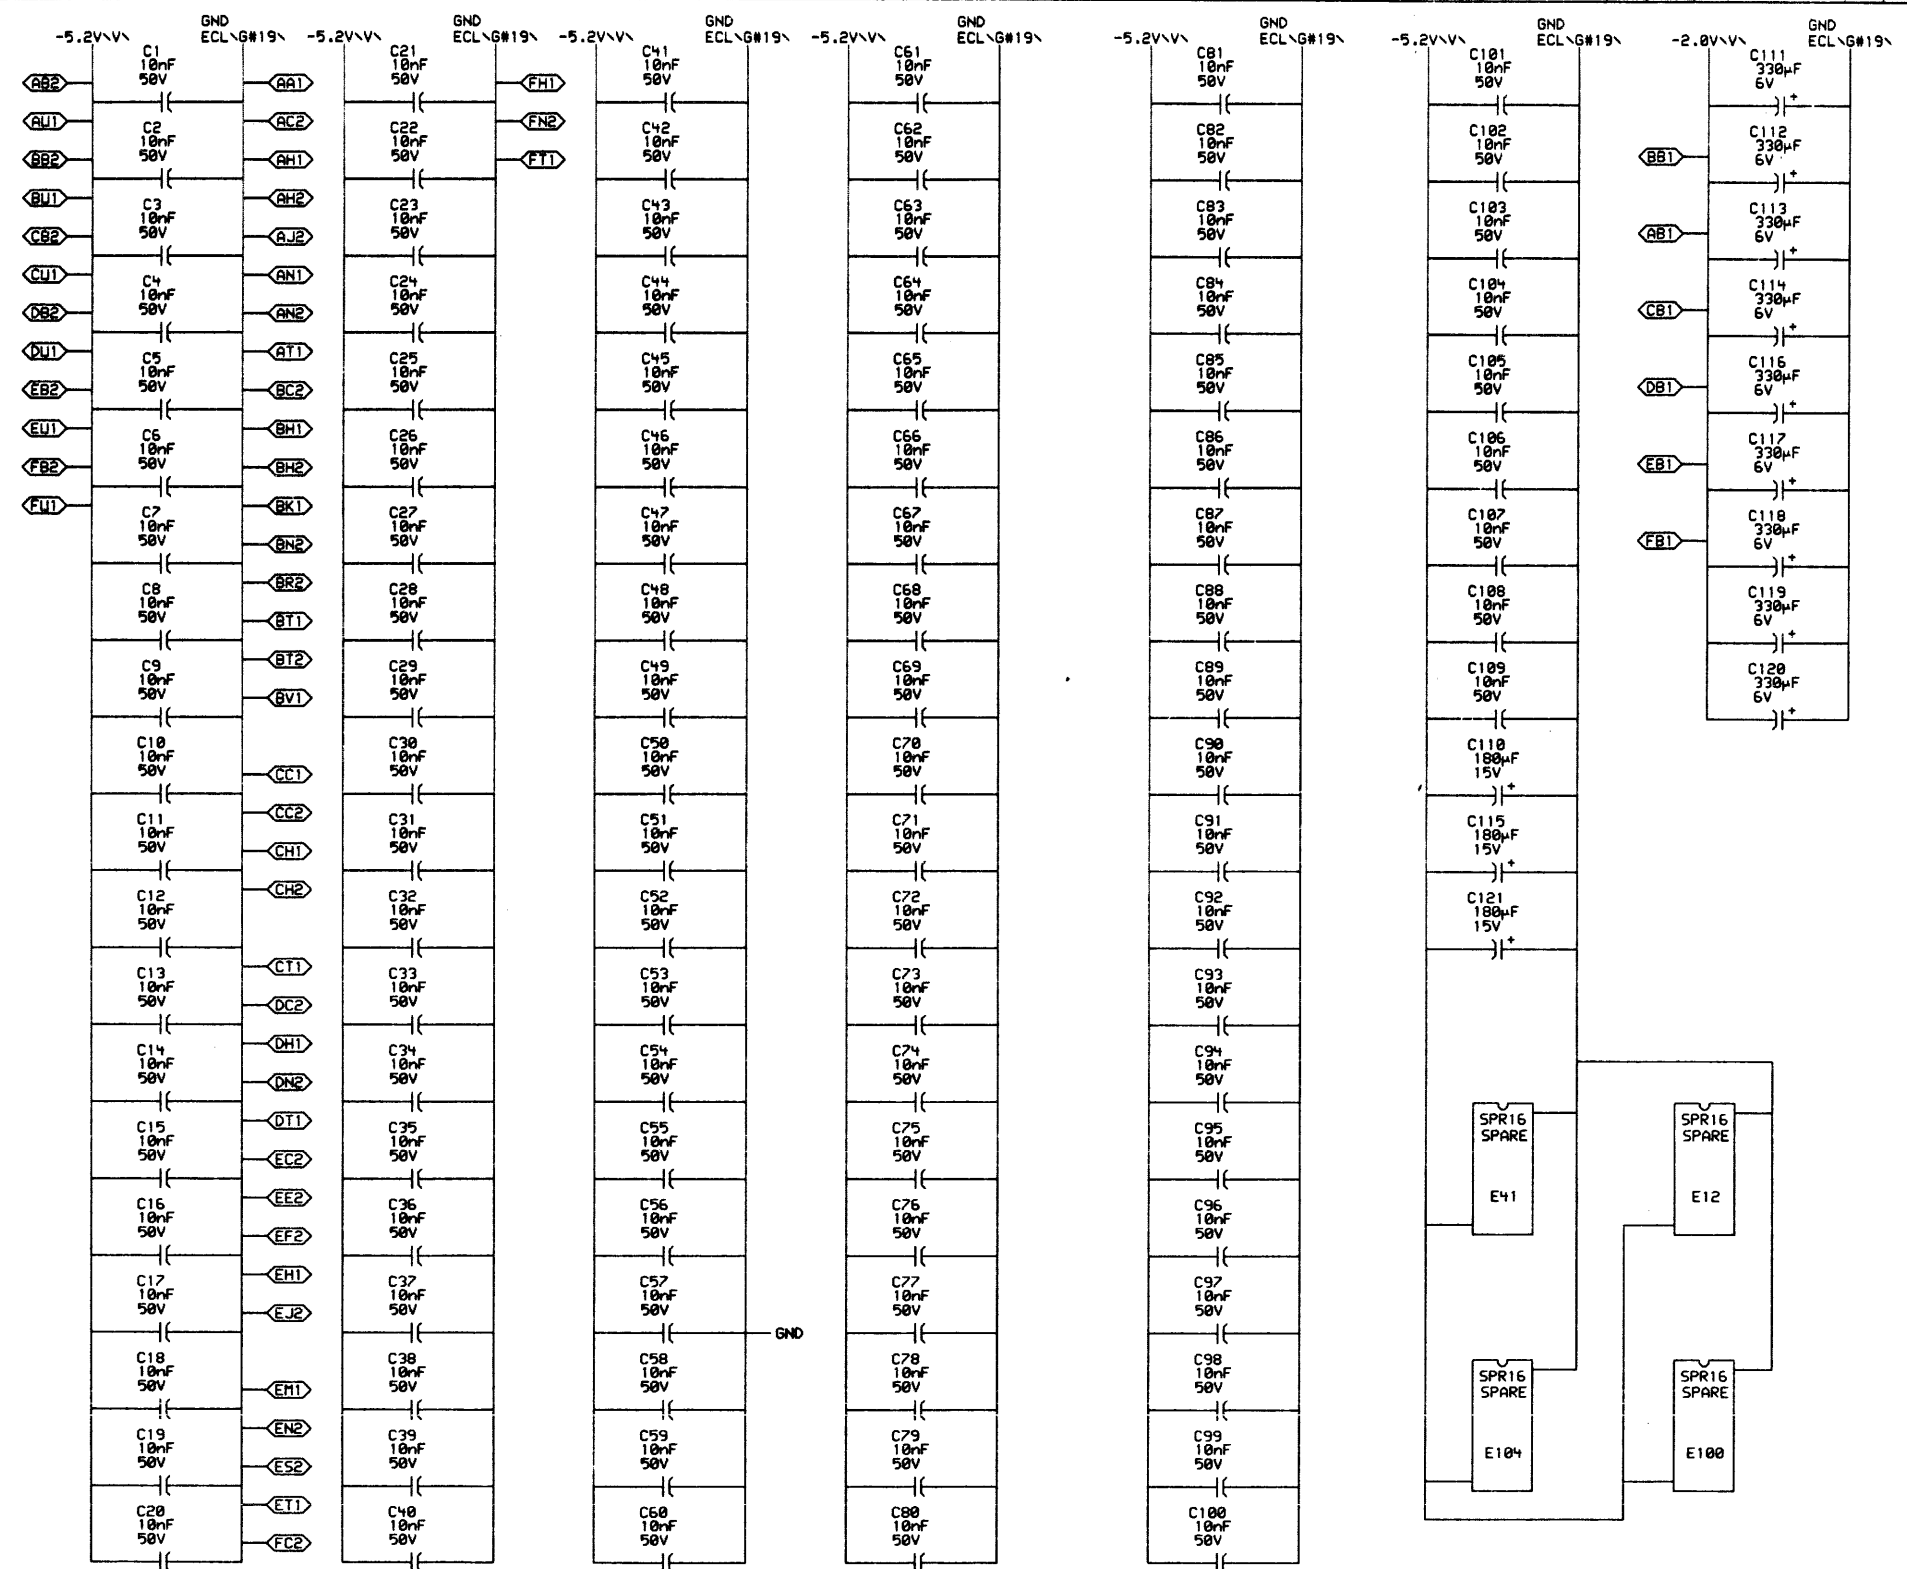 GND GND GND GND GND GND GND
-5.2V\V\ ECL\G#19\ -5.2V\V\ ECL\G#19\ -5.2V\V\ ECL\G#19\ -5.2V\V\ ECL\G#19\ -5.2V\V\ ECL\G#19\ -5.2V\V\ ECL\G#19\ -2.0V\V\ ECL\G#19\
C1 C21 C41 C61 C81 C101 C111
10nF 10nF 10nF 10nF 10nF 10nF 330µF
50V 50V 50V 50V 50V 50V 6V
AB2 AA1 FH1
+
AU1 AC2 FN2
C2 C22 C42 C62 C82 C102 C112
10nF 10nF 10nF 10nF 10nF 10nF 330µF
50V 50V 50V 50V 50V 50V 6V
BB2 AH1 FT1 BB1
+
BU1 AH2
C3 C23 C43 C63 C83 C103 C113
10nF 10nF 10nF 10nF 10nF 10nF 330µF
50V 50V 50V 50V 50V 50V 6V
CB2 AJ2 AB1
+
CU1 AN1
C4 C24 C44 C64 C84 C104 C114
10nF 10nF 10nF 10nF 10nF 10nF 330µF
50V 50V 50V 50V 50V 50V 6V
DB2 AN2 CB1
+
DU1 AT1
C5 C25 C45 C65 C85 C105 C116
10nF 10nF 10nF 10nF 10nF 10nF 330µF
50V 50V 50V 50V 50V 50V 6V
EB2 BC2 DB1
+
EU1 BH1
C6 C26 C46 C66 C86 C106 C117
10nF 10nF 10nF 10nF 10nF 10nF 330µF
50V 50V 50V 50V 50V 50V 6V
FB2 BH2 EB1
+
FU1 BK1
C7 C27 C47 C67 C87 C107 C118
10nF 10nF 10nF 10nF 10nF 10nF 330µF
50V 50V 50V 50V 50V 50V 6V
BN2 FB1
+
BR2
C8 C28 C48 C68 C88 C108 C119
10nF 10nF 10nF 10nF 10nF 10nF 330µF
50V 50V 50V 50V 50V 50V 6V
BT1
+
BT2
C9 C29 C49 C69 C89 C109 C120
10nF 10nF 10nF 10nF 10nF 10nF 330µF
50V 50V 50V 50V 50V 50V 6V
BV1
+
C10 C30 C50 C70 C90 C110
10nF 10nF 10nF 10nF 10nF 180µF
50V 50V 50V 50V 50V 15V
CC1
+
CC2
C11 C31 C51 C71 C91 C115
10nF 10nF 10nF 10nF 10nF 180µF
50V 50V 50V 50V 50V 15V
CH1
+
CH2
C12 C32 C52 C72 C92 C121
10nF 10nF 10nF 10nF 10nF 180µF
50V 50V 50V 50V 50V 15V
+
CT1
C13 C33 C53 C73 C93
10nF 10nF 10nF 10nF 10nF
50V 50V 50V 50V 50V
DC2
DH1
C14 C34 C54 C74 C94
10nF 10nF 10nF 10nF 10nF
50V 50V 50V 50V 50V
DN2
DT1
C15 C35 C55 C75 C95
10nF 10nF 10nF 10nF 10nF
50V 50V 50V 50V 50V
SPR16 SPR16
SPARE SPARE
E41 E12
EC2
EE2
C16 C36 C56 C76 C96
10nF 10nF 10nF 10nF 10nF
50V 50V 50V 50V 50V
EF2
EH1
C17 C37 C57 C77 C97
10nF 10nF 10nF 10nF 10nF
50V 50V 50V 50V 50V
EJ2
GND
C18 C38 C58 C78 C98
10nF 10nF 10nF 10nF 10nF
50V 50V 50V 50V 50V
SPR16 SPR16
SPARE SPARE
E104 E100
EM1
EN2
C19 C39 C59 C79 C99
10nF 10nF 10nF 10nF 10nF
50V 50V 50V 50V 50V
ES2
ET1
C20 C40 C60 C80 C100
10nF 10nF 10nF 10nF 10nF
50V 50V 50V 50V 50V
FC2